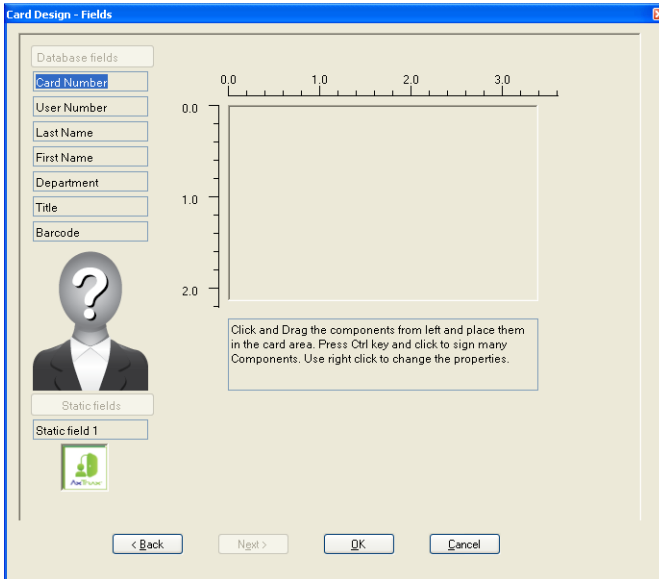 Card Design - Fields
Database fields
Card Number
User Number
Last Name
First Name
Department
Title
Barcode
0.0 1.0 2.0 3.0
0.0
1.0
2.0
Click and Drag the components from left and place them
in the card area. Press Ctrl key and click to sign many
Components. Use right click to change the properties.
Static fields
Static field 1
AxTrax
< Back
Next >
OK
Cancel